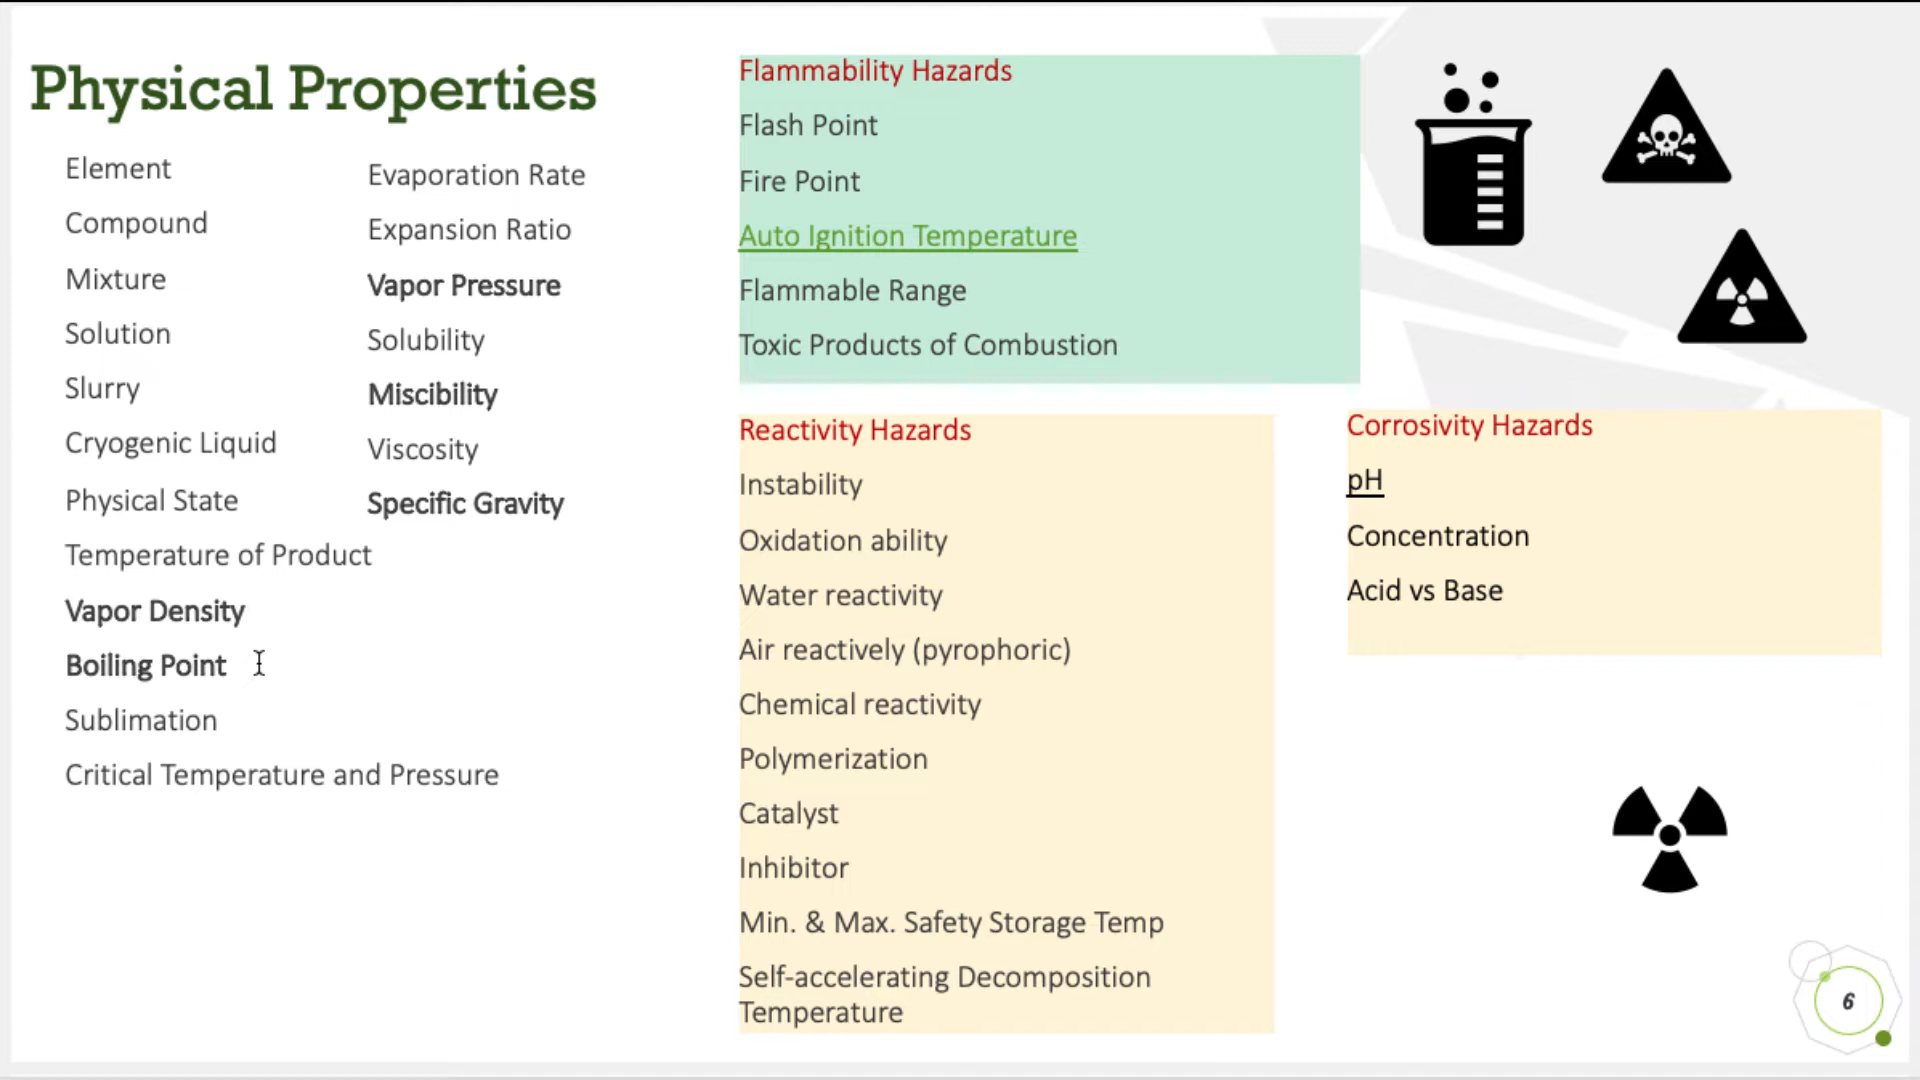 Physical Properties
Element
Compound
Mixture
Solution
Slurry
Cryogenic Liquid
Physical State
Temperature of Product
Vapor Density
Boiling Point
Sublimation
Critical Temperature and Pressure
Evaporation Rate
Expansion Ratio
Vapor Pressure
Solubility
Miscibility
Viscosity
Specific Gravity
Flammability Hazards
Flash Point
Fire Point
Auto Ignition Temperature
Flammable Range
Toxic Products of Combustion
Reactivity Hazards
Instability
Oxidation ability
Water reactivity
Air reactively (pyrophoric)
Chemical reactivity
Polymerization
Catalyst
Inhibitor
Min. & Max. Safety Storage Temp
Self-accelerating Decomposition
Temperature
Corrosivity Hazards
pH
Concentration
Acid vs Base
6